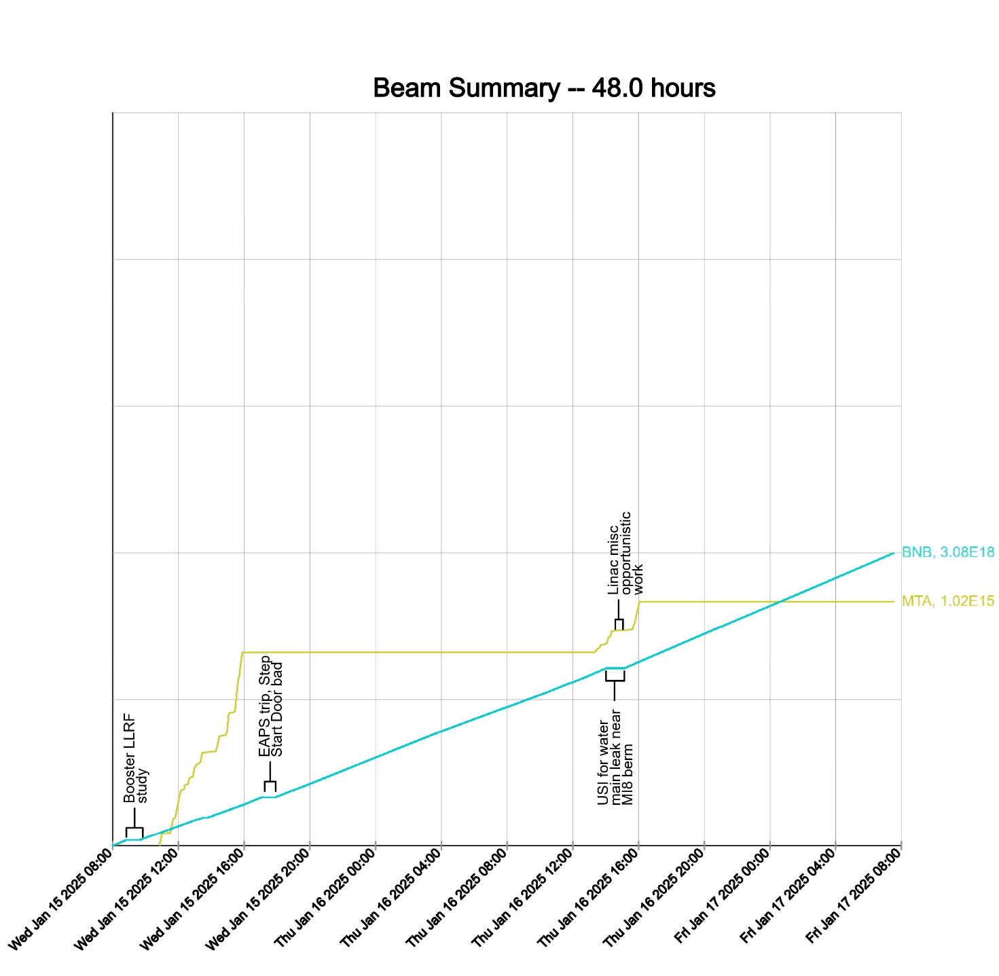 Beam Summary -- 48.0 hours
Linac misc
opportunistic
work
BNB, 3.08E18
MTA, 1.02E15
EAPS trip, Step
Start Door bad
Booster LLRF
study
USI for water
main leak near
MI8 berm
Wed Jan 15 2025 08:00
Wed Jan 15 2025 12:00
Wed Jan 15 2025 16:00
Wed Jan 15 2025 20:00
Thu Jan 16 2025 00:00
Thu Jan 16 2025 04:00
Thu Jan 16 2025 08:00
Thu Jan 16 2025 12:00
Thu Jan 16 2025 16:00
Thu Jan 16 2025 20:00
Fri Jan 17 2025 00:00
Fri Jan 17 2025 04:00
Fri Jan 17 2025 08:00